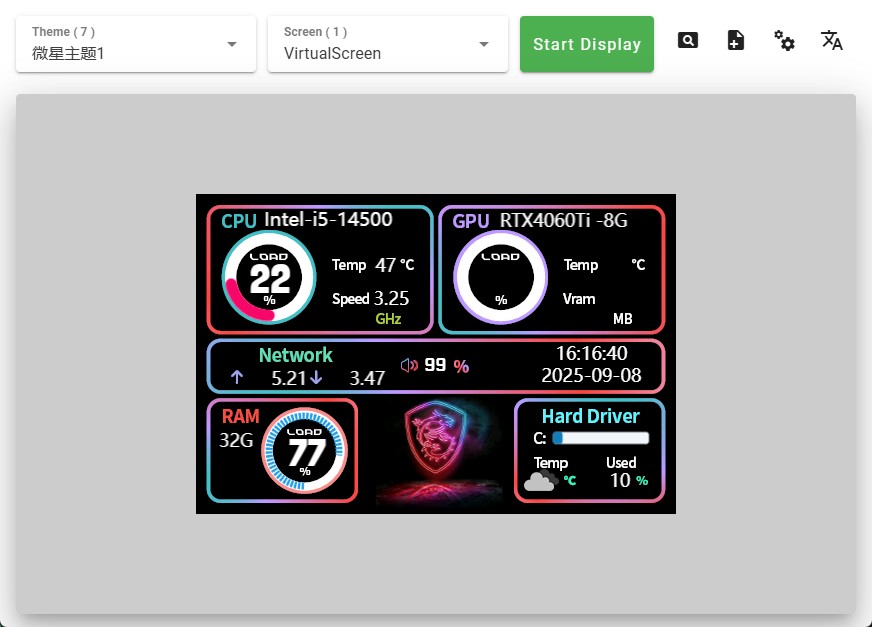 Theme ( 7 )
微星主题1
Screen ( 1 )
VirtualScreen
Start Display
CPU Intel-i5-14500
LOAD
22
%
Temp 47 °C
Speed 3.25
GHz
GPU RTX4060Ti -8G
LOAD
%
Temp °C
Vram
MB
Network
↑ 5.21 ↓ 3.47
99 %
16:16:40
2025-09-08
RAM
32G
LOAD
77
%
Hard Driver
C:
Temp Used
°C 10 %